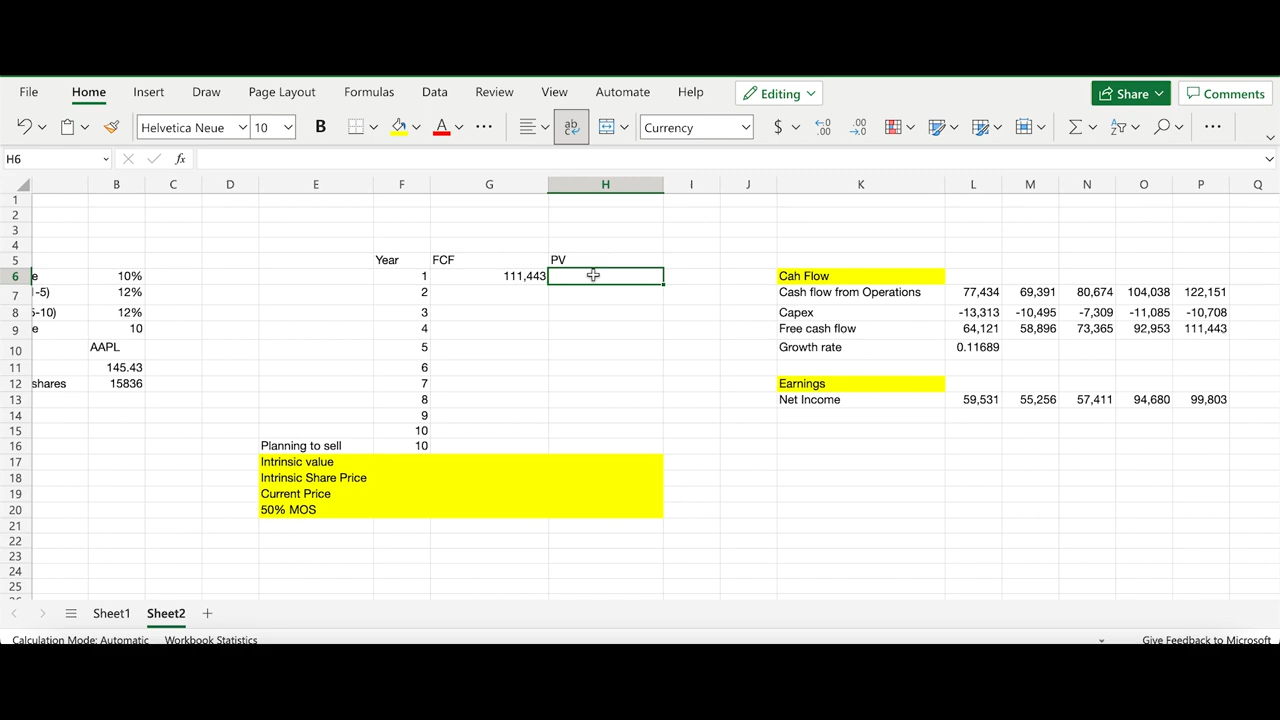 File Home Insert Draw Page Layout Formulas Data Review View Automate Help Editing Share Comments
Helvetica Neue 10 B A Currency $
H6 fx
B C D E F G H I J K L M N O P Q
1
2
3
4
5 Year FCF PV
6 e 10% 1 111,443 Cah Flow
7 1-5) 12% 2 Cash flow from Operations 77,434 69,391 80,674 104,038 122,151
8 5-10) 12% 3 Capex -13,313 -10,495 -7,309 -11,085 -10,708
9 e 10 4 Free cash flow 64,121 58,896 73,365 92,953 111,443
10 AAPL 5 Growth rate 0.11689
11 145.43 6
12 shares 15836 7 Earnings
13 8 Net Income 59,531 55,256 57,411 94,680 99,803
14 9
15 10
16 Planning to sell 10
17 Intrinsic value
18 Intrinsic Share Price
19 Current Price
20 50% MOS
21
22
23
24
25
Sheet1 Sheet2
Calculation Mode: Automatic Workbook Statistics Give Feedback to Microsoft